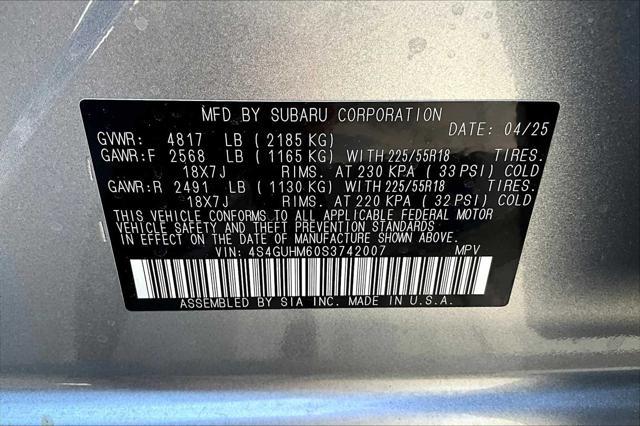 MFD BY SUBARU CORPORATION
GVWR: 4817 LB ( 2185 KG) DATE: 04/25
GAWR:F 2568 LB ( 1165 KG) WITH 225/55R18 TIRES.
18X7J RIMS. AT 230 KPA ( 33 PSI) COLD
GAWR:R 2491 LB ( 1130 KG) WITH 225/55R18 TIRES.
18X7J RIMS. AT 220 KPA ( 32 PSI) COLD
THIS VEHICLE CONFORMS TO ALL APPLICABLE FEDERAL MOTOR
VEHICLE SAFETY AND THEFT PREVENTION STANDARDS
IN EFFECT ON THE DATE OF MANUFACTURE SHOWN ABOVE.
VIN: 4S4GUHM60S3742007 MPV
ASSEMBLED BY SIA INC. MADE IN U.S.A.